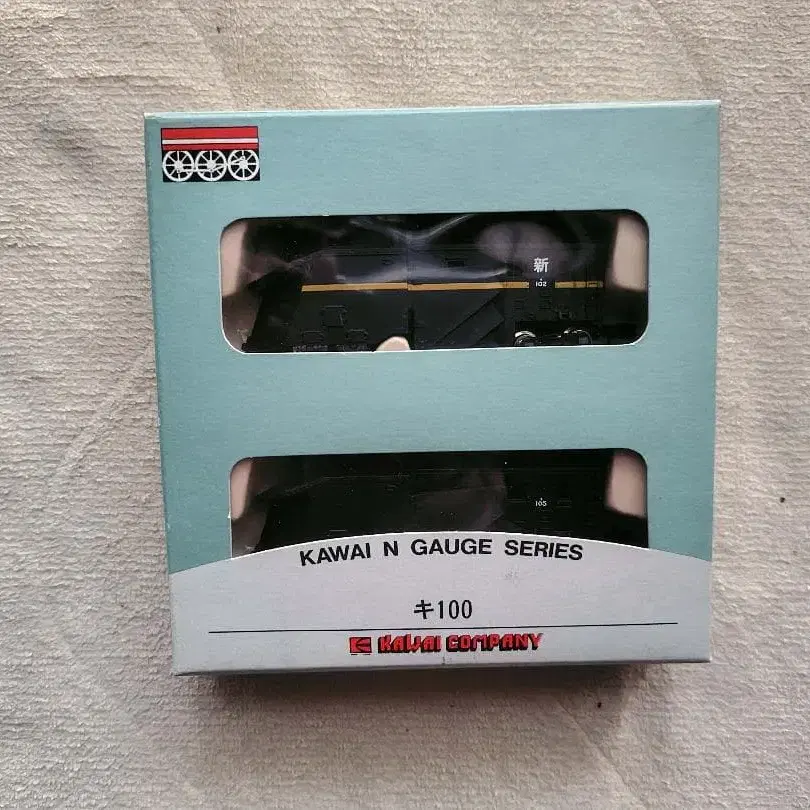 新
102
105
KAWAI N GAUGE SERIES
キ100
KAWAI COMPANY